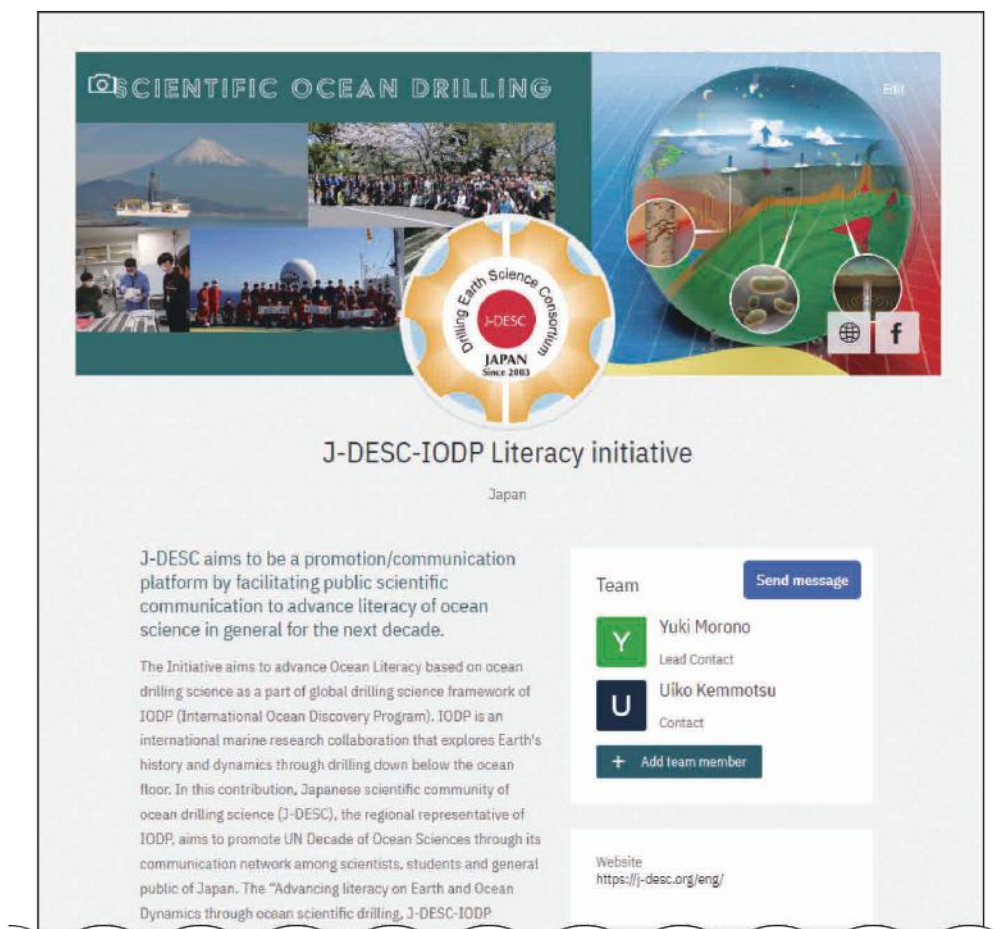 SCIENTIFIC OCEAN DRILLING
Edit
Drilling Earth Science Consortium
J-DESC
JAPAN
Since 2003
f
J-DESC-IODP Literacy initiative
Japan
J-DESC aims to be a promotion/communication
platform by facilitating public scientific
communication to advance literacy of ocean
science in general for the next decade.
The Initiative aims to advance Ocean Literacy based on ocean
drilling science as a part of global drilling science framework of
IODP (International Ocean Discovery Program). IODP is an
international marine research collaboration that explores Earth's
history and dynamics through drilling down below the ocean
floor. In this contribution, Japanese scientific community of
ocean drilling science (J-DESC), the regional representative of
IODP, aims to promote UN Decade of Ocean Sciences through its
communication network among scientists, students and general
public of Japan. The "Advancing literacy on Earth and Ocean
Dynamics through ocean scientific drilling, J-DESC-IODP
Team
Send message
Y
Yuki Morono
Lead Contact
U
Uiko Kemmotsu
Contact
+ Add team member
Website
https://j-desc.org/eng/